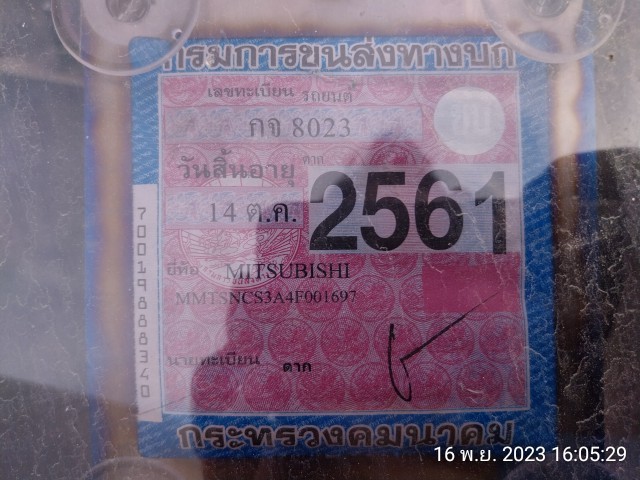 กรมการขนส่งทางบก
เลขทะเบียน รถยนต์
กจ 8023
ตาก
วันสิ้นอายุ
14 ต.ค. 2561
ยี่ห้อ MITSUBISHI
MMTSNCS3A4F001697
นายทะเบียน ตาก
7001988340
กระทรวงคมนาคม
16 พ.ย. 2023 16:05:29